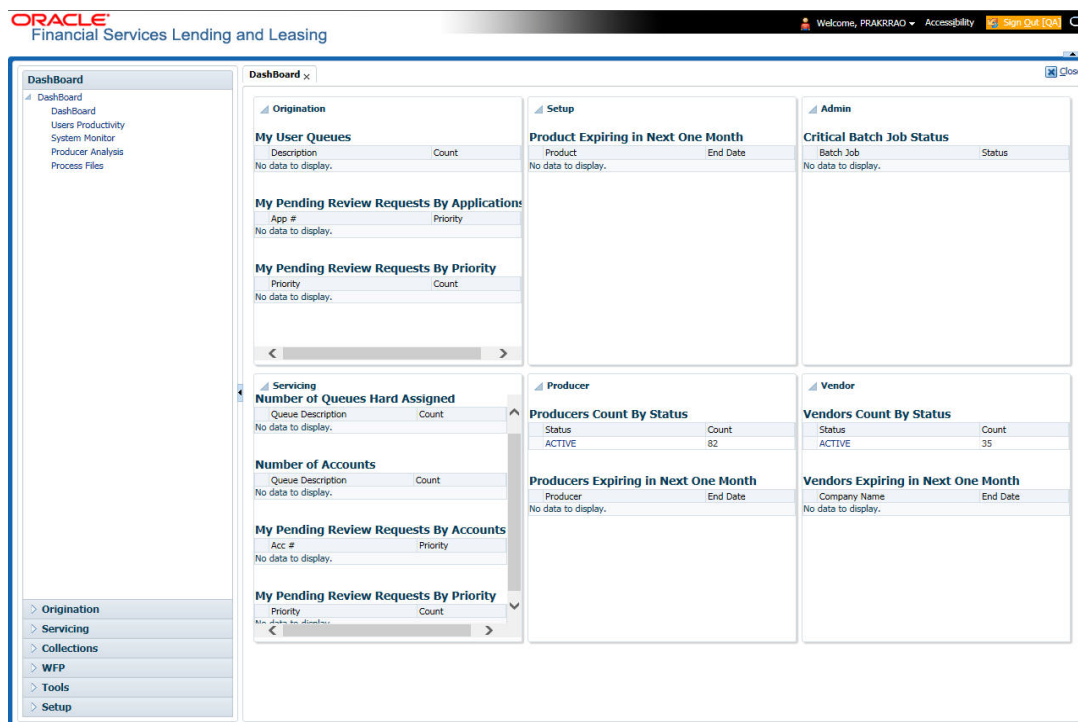 ORACLE
Financial Services Lending and Leasing
Welcome, PRAKRRAO
Accessibility
Sign Out [QA]
DashBoard
DashBoard
DashBoard
Users Productivity
System Monitor
Producer Analysis
Process Files
Origination
Servicing
Collections
WFP
Tools
Setup
DashBoard
Close
Origination
My User Queues
Description Count
No data to display.
My Pending Review Requests By Applications
App # Priority
No data to display.
My Pending Review Requests By Priority
Priority Count
No data to display.
Setup
Product Expiring in Next One Month
Product End Date
No data to display.
Admin
Critical Batch Job Status
Batch Job Status
No data to display.
Servicing
Number of Queues Hard Assigned
Queue Description Count
No data to display.
Number of Accounts
Queue Description Count
No data to display.
My Pending Review Requests By Accounts
Acc # Priority
No data to display.
My Pending Review Requests By Priority
Priority Count
No data to display.
Producer
Producers Count By Status
Status Count
ACTIVE 82
Producers Expiring in Next One Month
Producer End Date
No data to display.
Vendor
Vendors Count By Status
Status Count
ACTIVE 35
Vendors Expiring in Next One Month
Company Name End Date
No data to display.